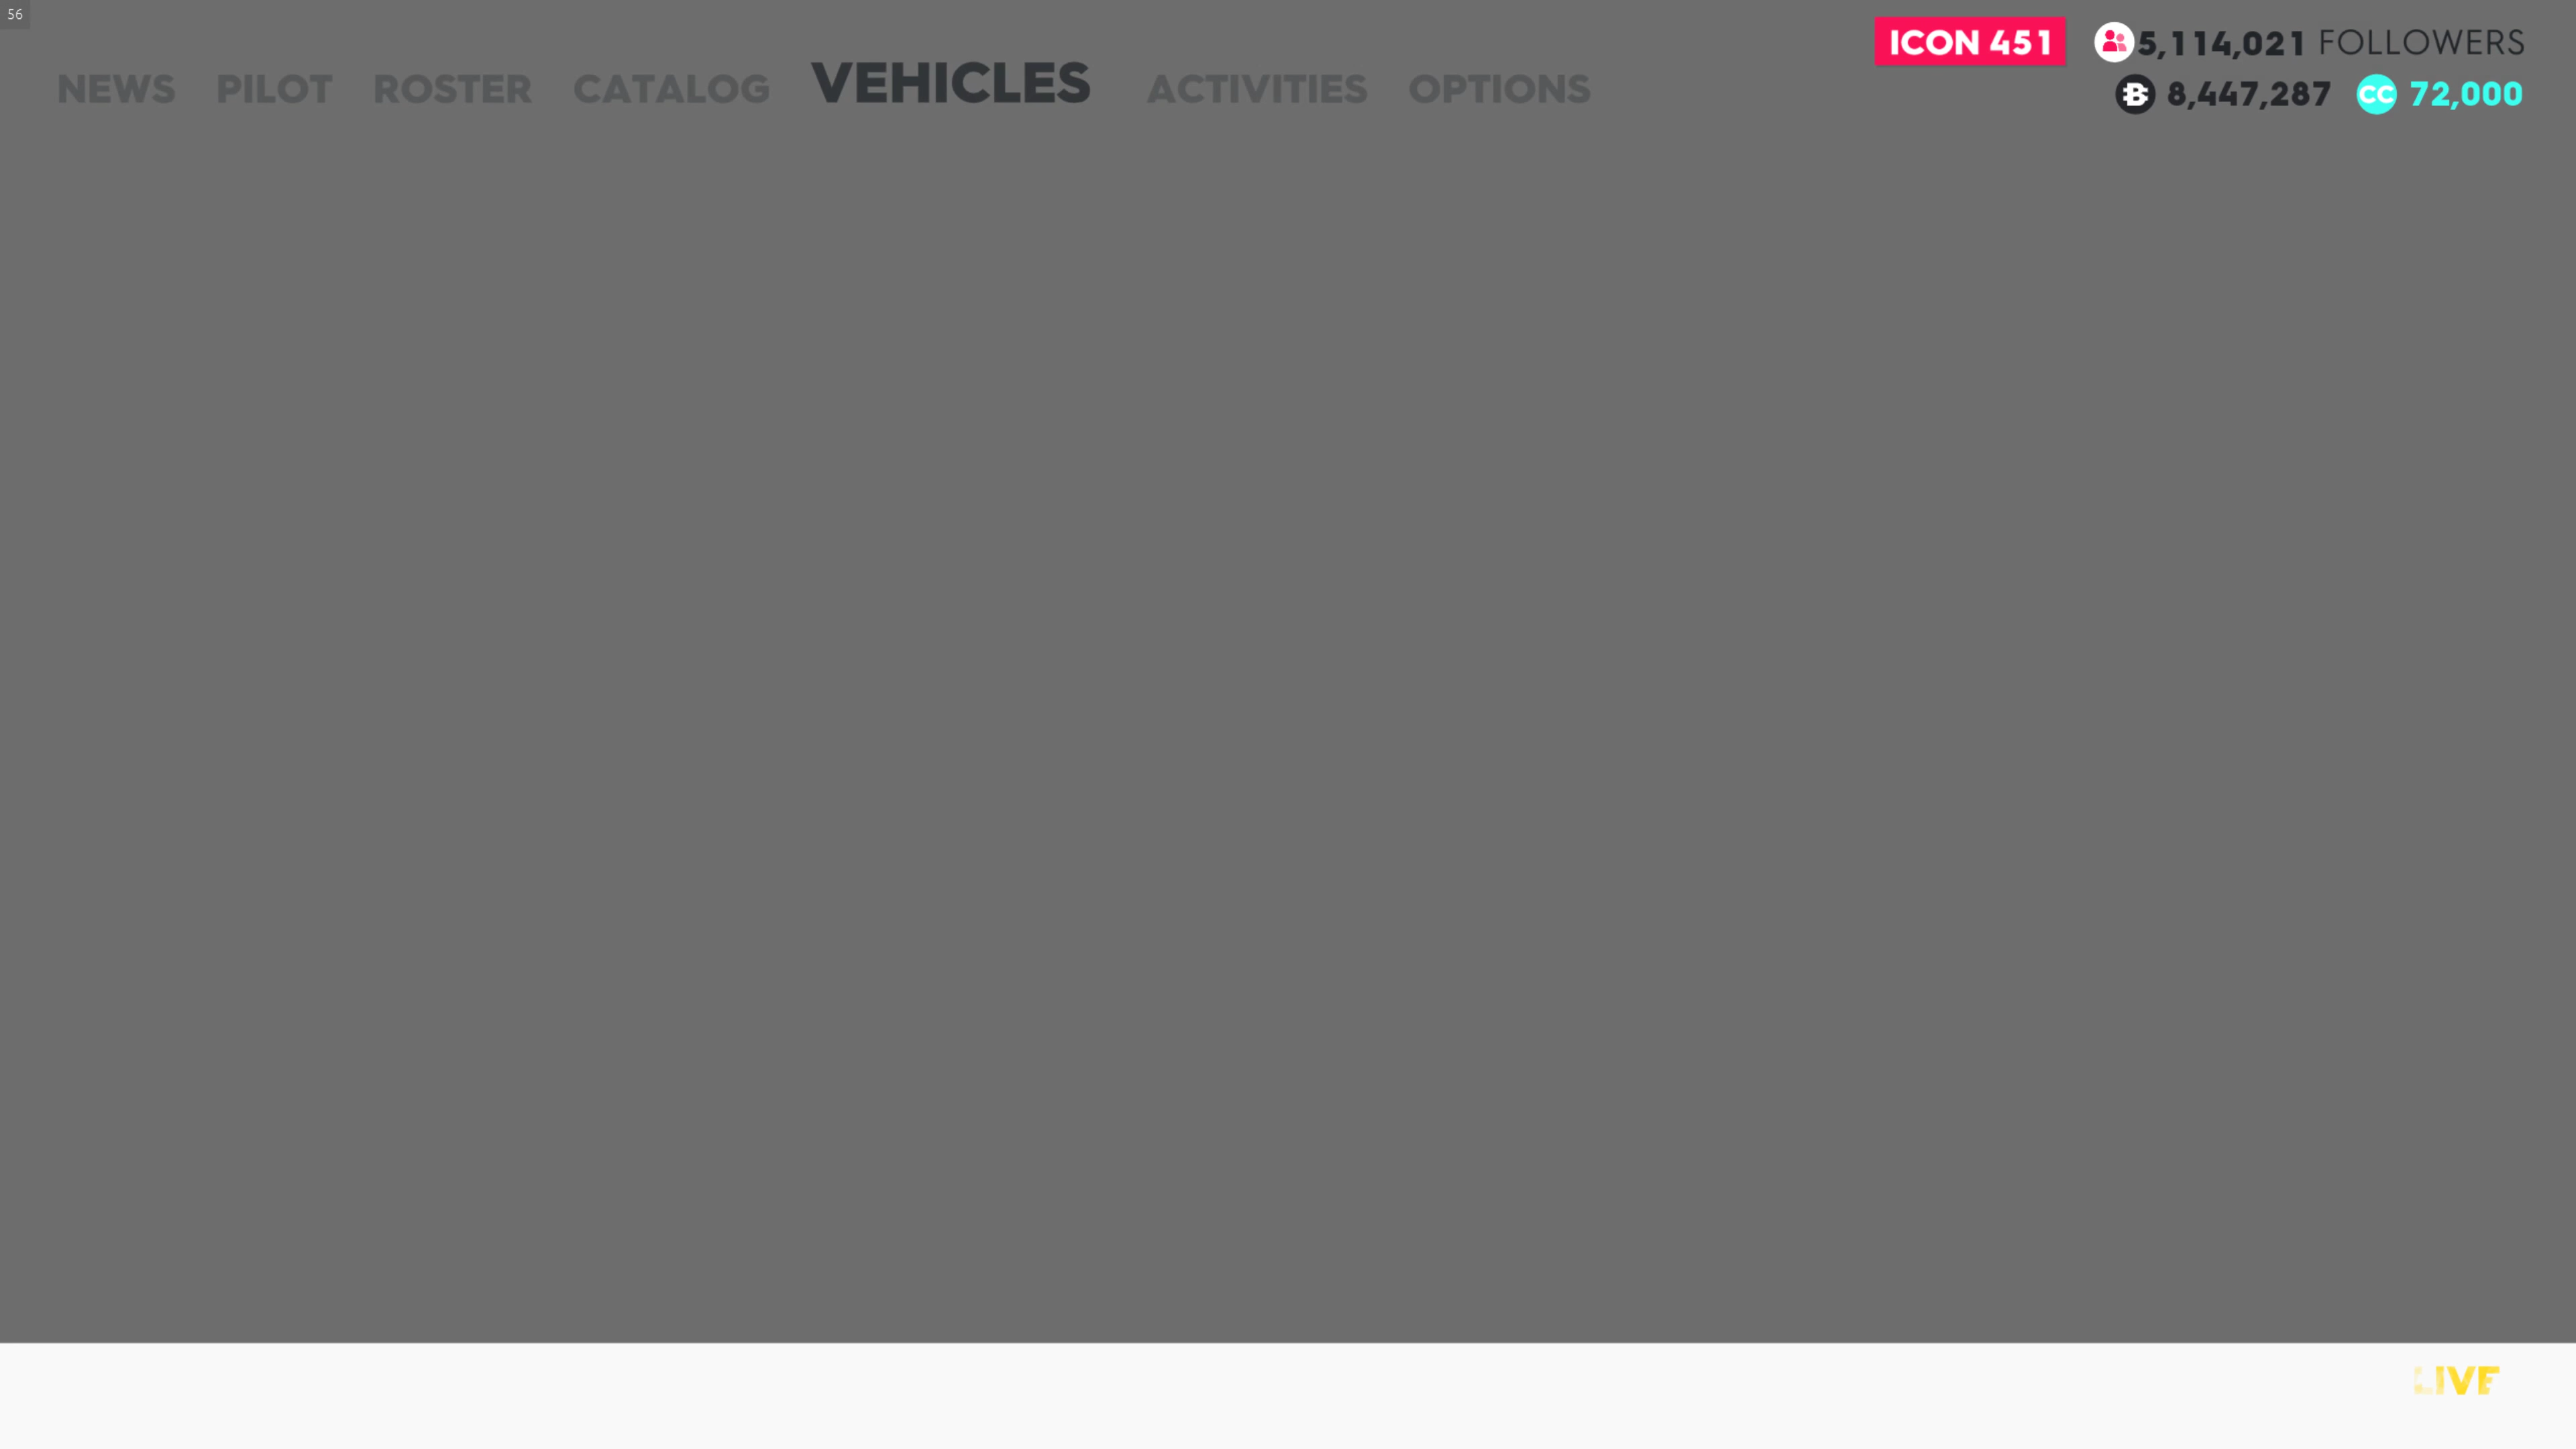 56
ICON 451 5,114,021 FOLLOWERS
NEWS PILOT ROSTER CATALOG VEHICLES ACTIVITIES OPTIONS
8,447,287 CC 72,000
LIVE